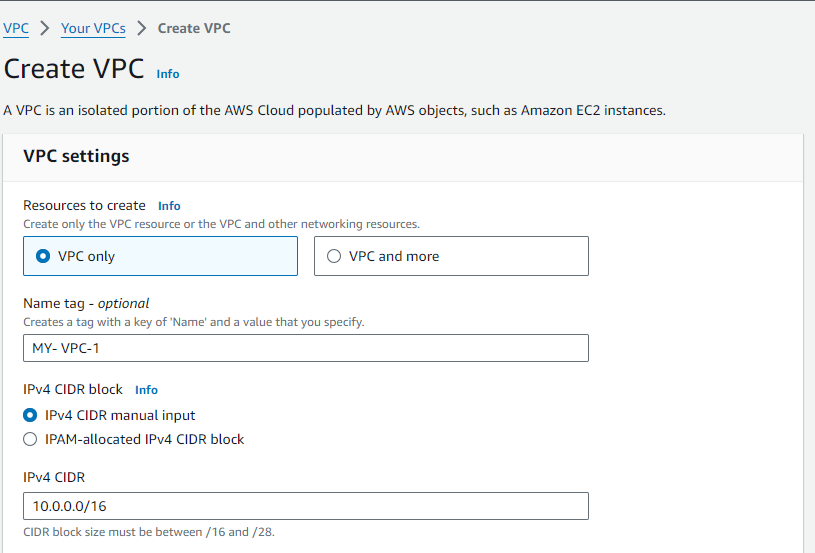 VPC > Your VPCs > Create VPC
Create VPC Info
A VPC is an isolated portion of the AWS Cloud populated by AWS objects, such as Amazon EC2 instances.
VPC settings
Resources to create Info
Create only the VPC resource or the VPC and other networking resources.
VPC only VPC and more
Name tag - optional
Creates a tag with a key of 'Name' and a value that you specify.
MY- VPC-1
IPv4 CIDR block Info
IPv4 CIDR manual input
IPAM-allocated IPv4 CIDR block
IPv4 CIDR
10.0.0.0/16
CIDR block size must be between /16 and /28.